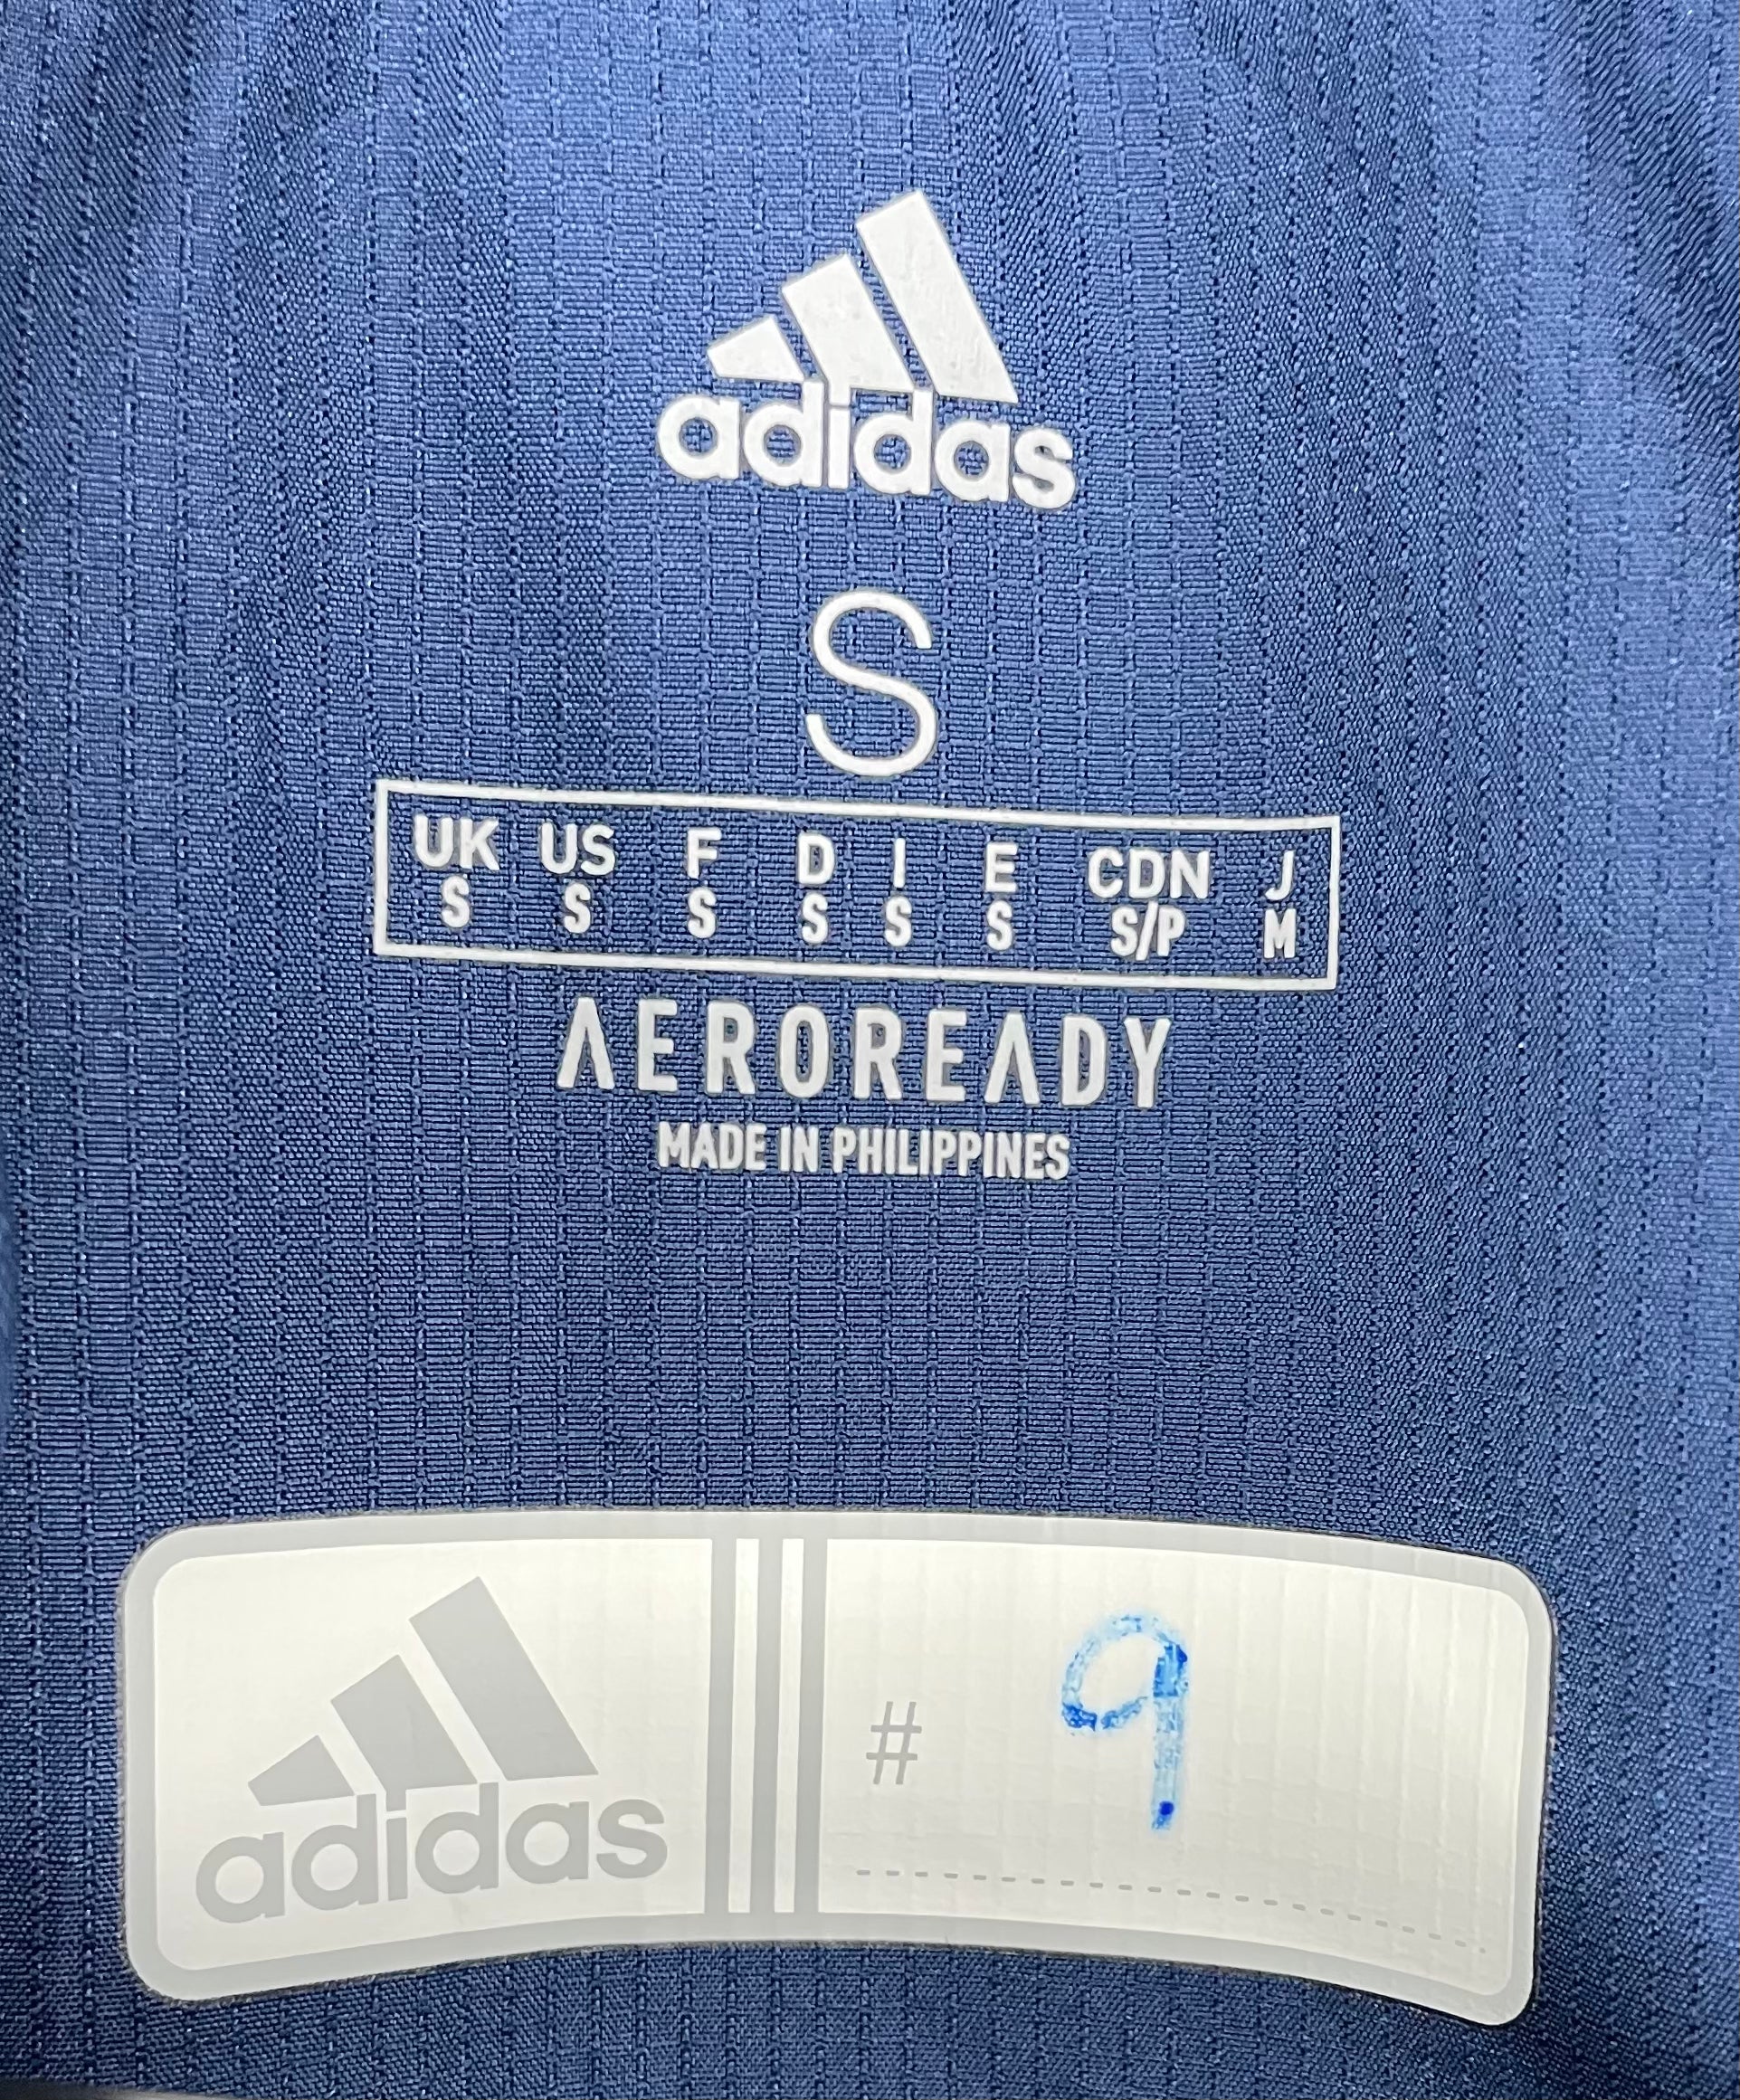 adidas
S
UK US F D I E CDN J
S S S S S S S/P M
AEROREADY
MADE IN PHILIPPINES
adidas
# 9